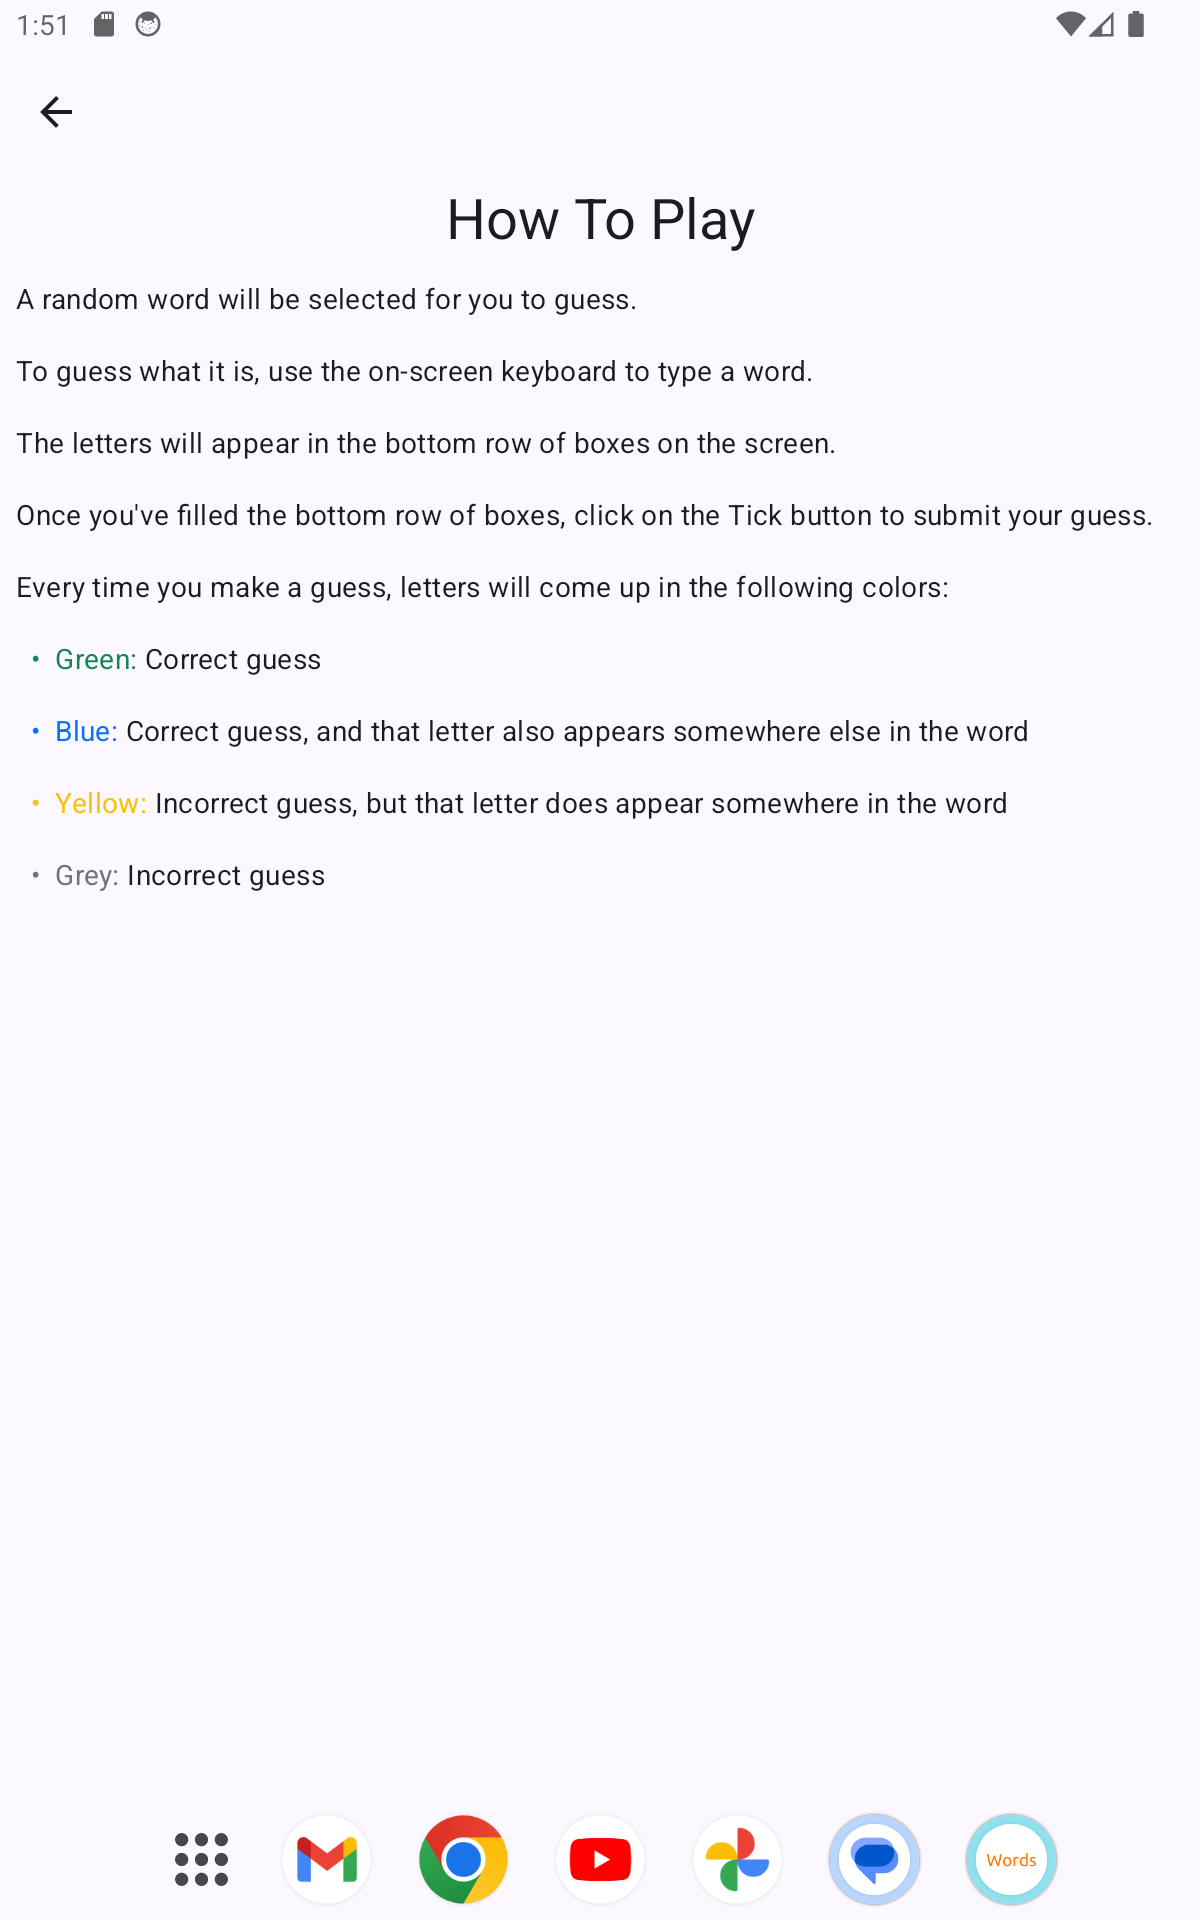 1:51
How To Play
A random word will be selected for you to guess.
To guess what it is, use the on-screen keyboard to type a word.
The letters will appear in the bottom row of boxes on the screen.
Once you've filled the bottom row of boxes, click on the Tick button to submit your guess.
Every time you make a guess, letters will come up in the following colors:
• Green: Correct guess
• Blue: Correct guess, and that letter also appears somewhere else in the word
• Yellow: Incorrect guess, but that letter does appear somewhere in the word
• Grey: Incorrect guess
Words